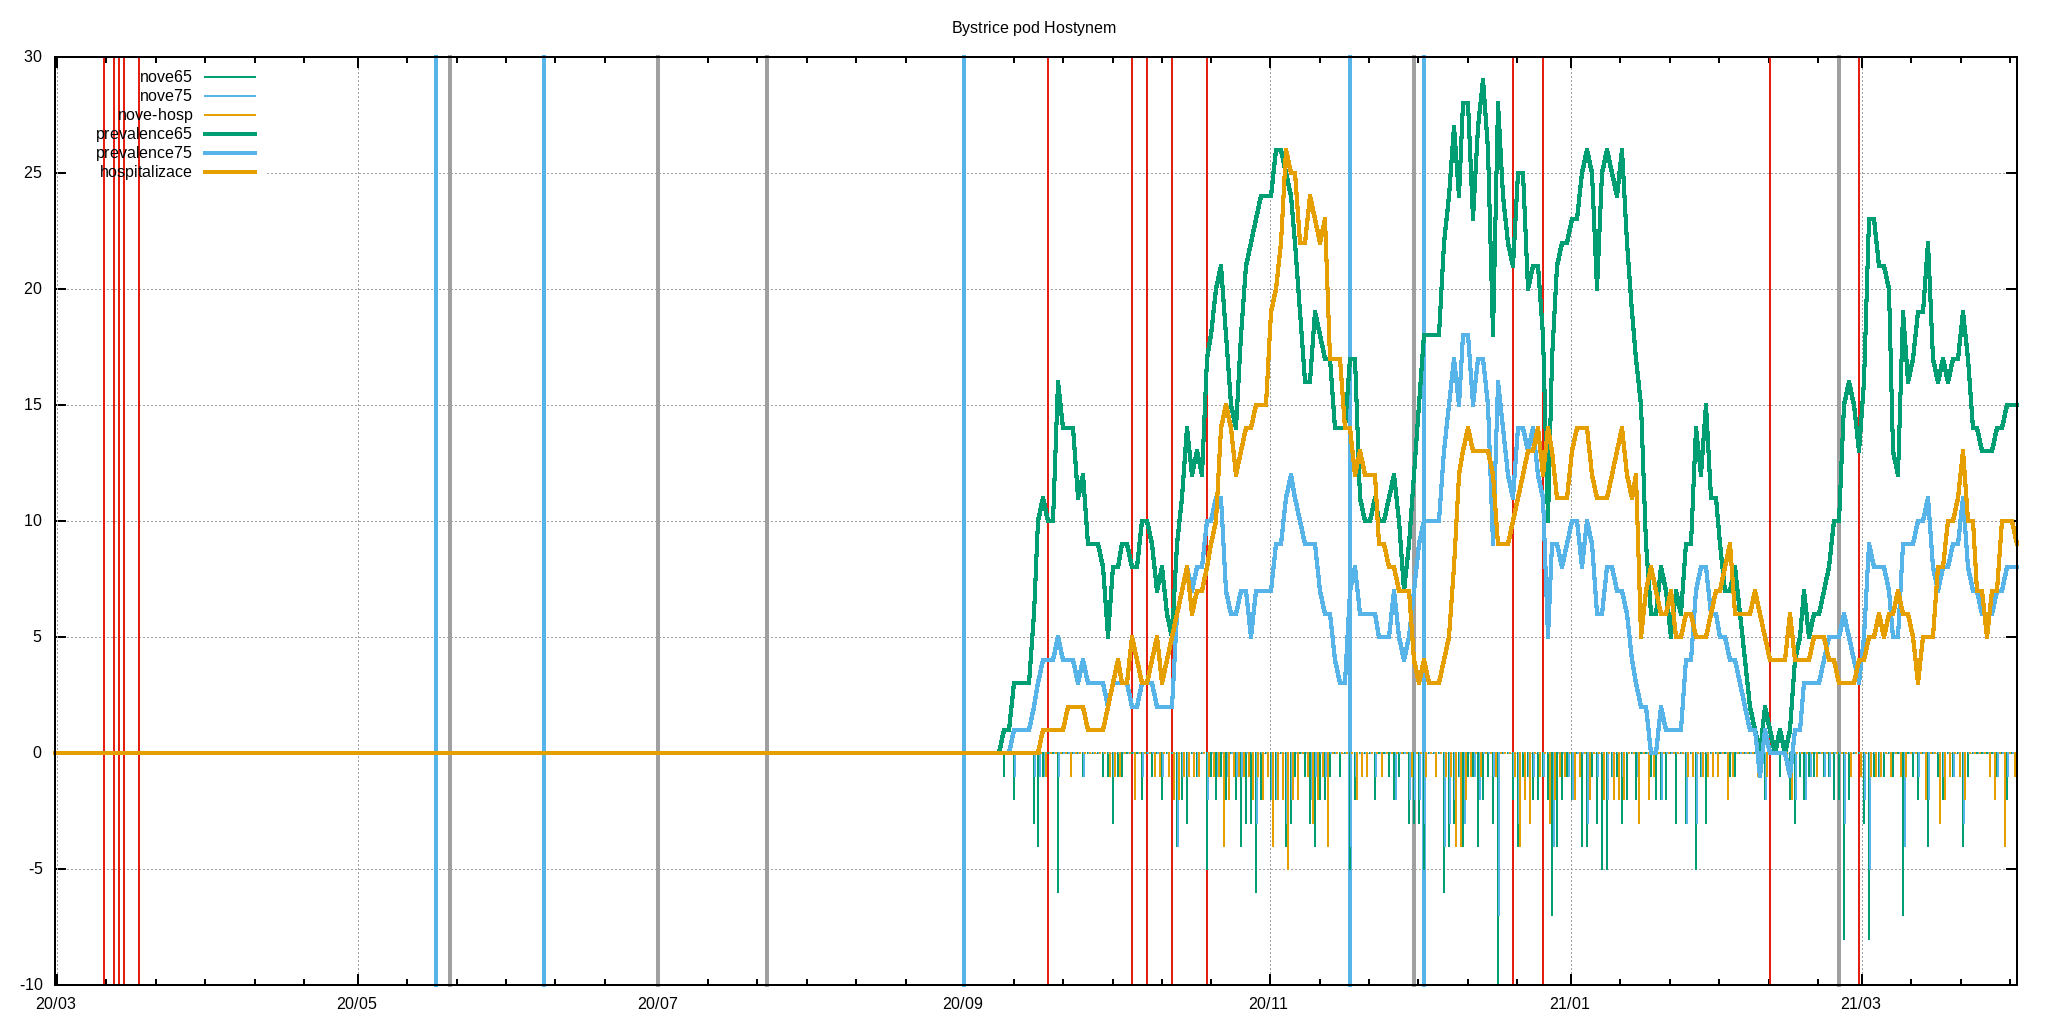 Bystrice pod Hostynem
30
25
20
15
10
5
0
-5
-10
nove65
nove75
nove-hosp
prevalence65
prevalence75
hospitalizace
20/03
20/05
20/07
20/09
20/11
21/01
21/03